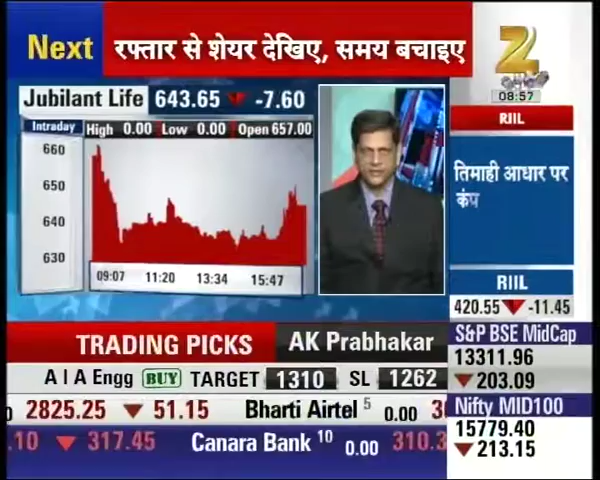 Next
रफ्तार से शेयर देखिए, समय बचाइए
08:57
Jubilant Life 643.65 -7.60
Intraday High 0.00 Low 0.00 Open 657.00
660
650
640
630
09:07 11:20 13:34 15:47
RIIL
तिमाही आधार पर
कंप
RIIL
420.55 -11.45
TRADING PICKS AK Prabhakar
A I A Engg BUY TARGET 1310 SL 1262
S&P BSE MidCap
13311.96
203.09
2825.25 51.15 Bharti Airtel 5 0.00
Nifty MID100
15779.40
213.15
.10 317.45 Canara Bank 10 0.00 310.3